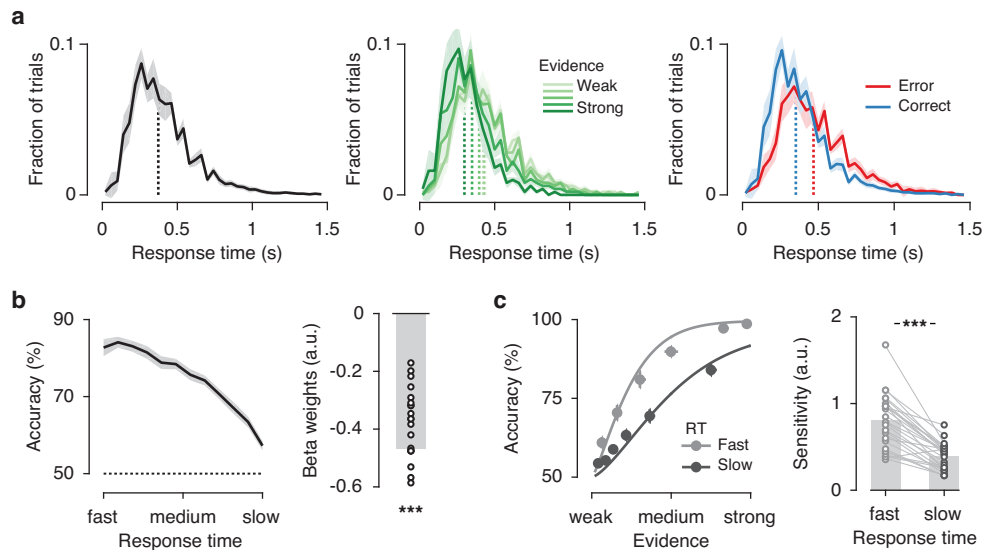 a
Fraction of trials
0.1
0
0
0.5
1
1.5
Response time (s)
Fraction of trials
0.1
0
Evidence
Weak
Strong
0
0.5
1
1.5
Response time (s)
Fraction of trials
0.1
0
Error
Correct
0
0.5
1
1.5
Response time (s)
b
Accuracy (%)
90
70
50
fast
medium
slow
Response time
Beta weights (a.u.)
0
-0.2
-0.4
-0.6
***
c
Accuracy (%)
100
75
50
RT
Fast
Slow
weak
medium
strong
Evidence
Sensitivity (a.u.)
2
1
0
***
fast
slow
Response time